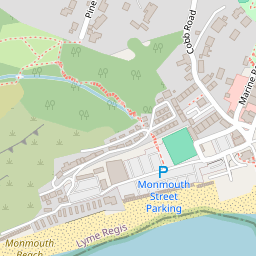 Pine
Cobb Road
Marine
P
Monmouth
Street
Parking
Lyme Regis
Monmouth
Beach